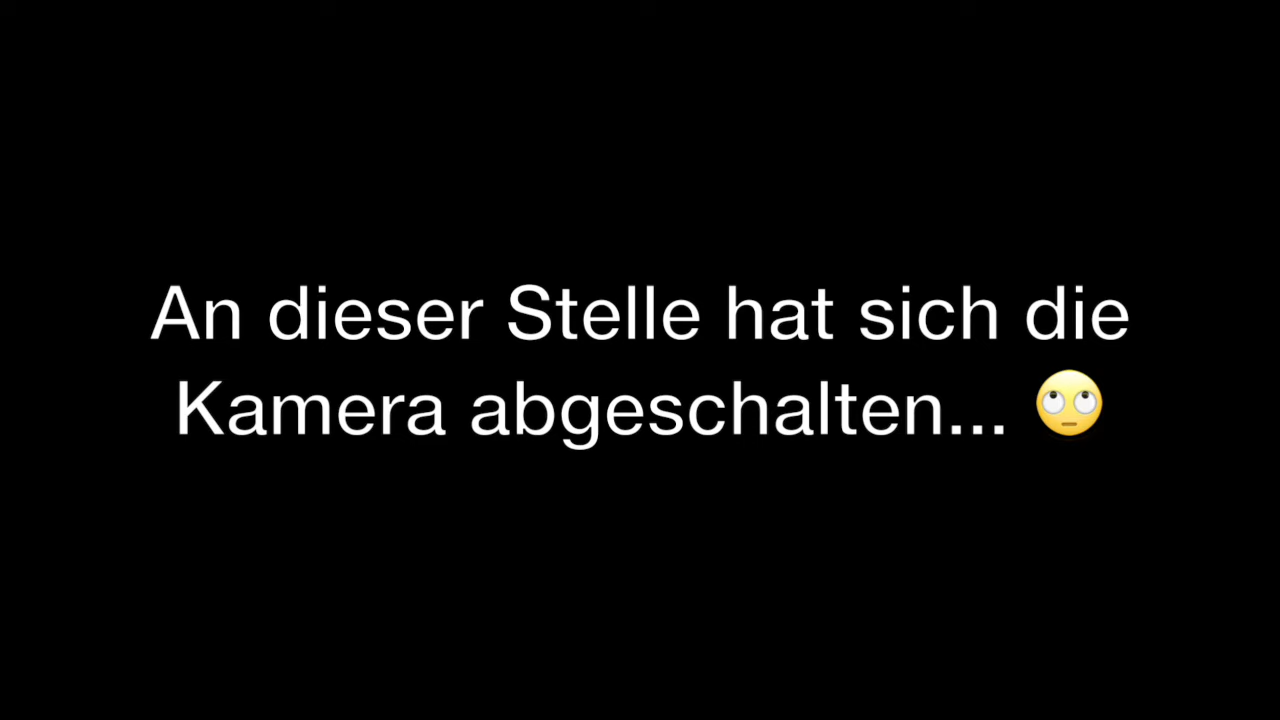 An dieser Stelle hat sich die
Kamera abgeschalten... 🙄